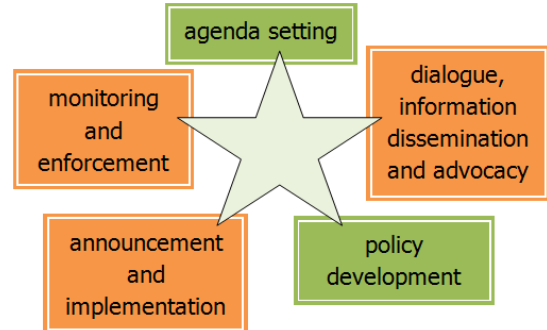 agenda setting
dialogue,
information
dissemination
and advocacy
policy
development
announcement
and
implementation
monitoring
and
enforcement